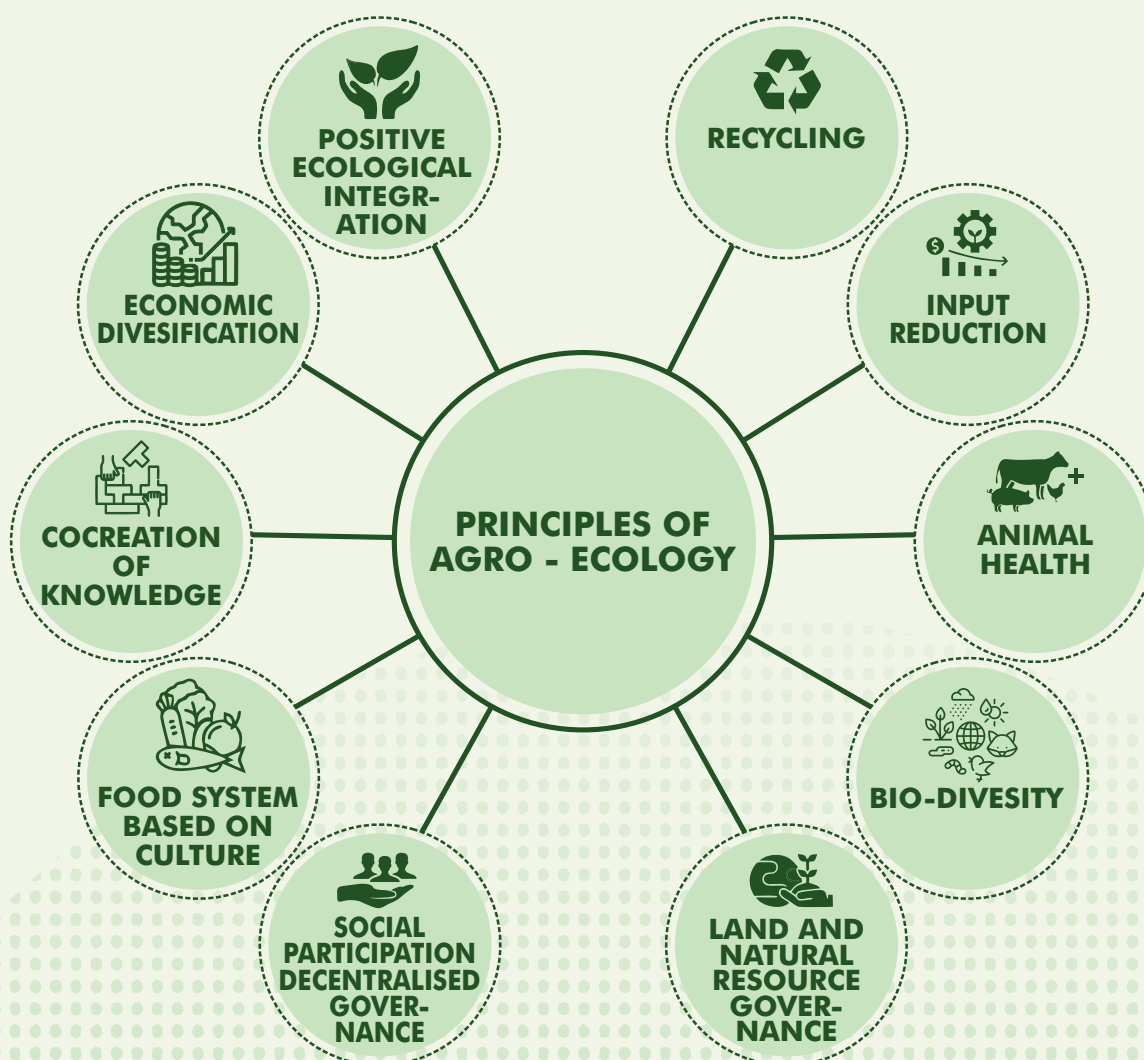 POSITIVE
ECOLOGICAL
INTEGR-
ATION
RECYCLING
ECONOMIC
DIVESIFICATION
$
INPUT
REDUCTION
COCREATION
OF
KNOWLEDGE
PRINCIPLES OF
AGRO - ECOLOGY
ANIMAL
HEALTH
FOOD SYSTEM
BASED ON
CULTURE
BIO-DIVESITY
SOCIAL
PARTICIPATION
DECENTRALISED
GOVER-
NANCE
LAND AND
NATURAL
RESOURCE
GOVER-
NANCE